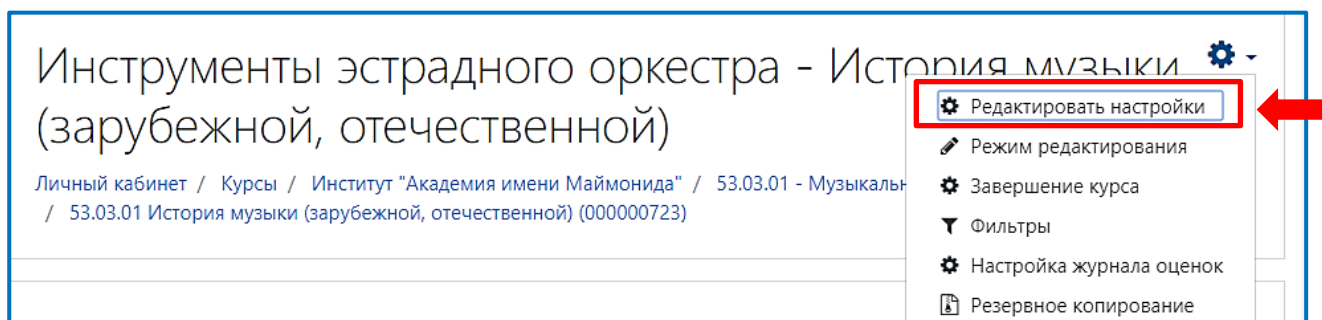 Инструменты эстрадного оркестра - История музыки
(зарубежной, отечественной)
Личный кабинет / Курсы / Институт "Академия имени Маймонида" / 53.03.01 -
/ 53.03.01 История музыки (зарубежной, отечественной) (000000723)
Редактировать настройки
Режим редактирования
Завершение курса
Фильтры
Настройка журнала оценок
Резервное копирование